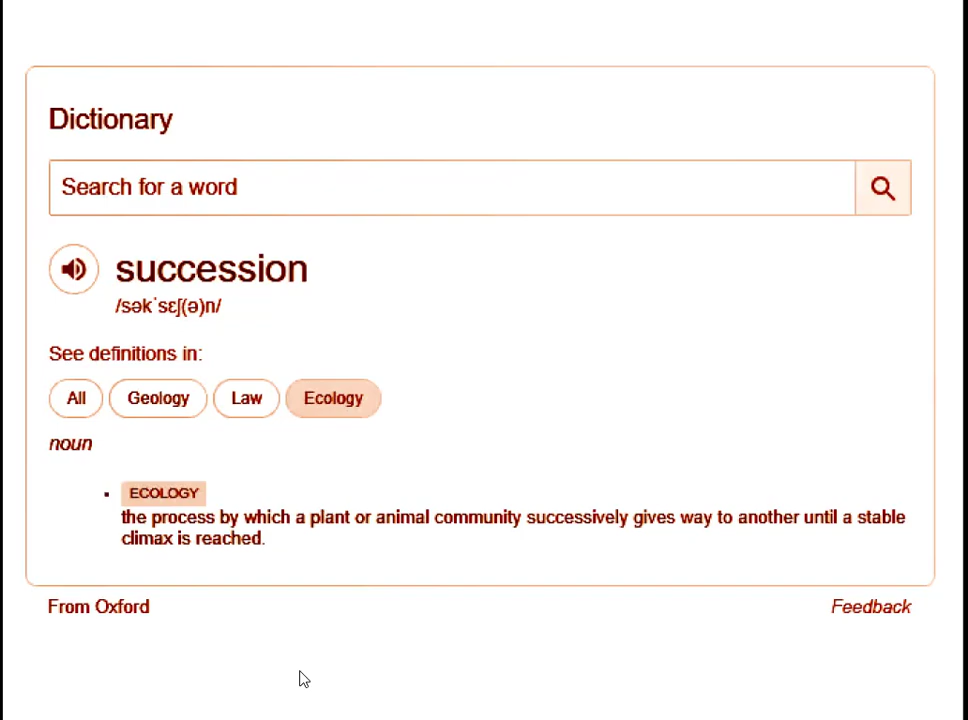 Dictionary
Search for a word
succession
/səkˈsɛʃ(ə)n/
See definitions in:
All Geology Law Ecology
noun
▪ ECOLOGY
the process by which a plant or animal community successively gives way to another until a stable
climax is reached.
From Oxford Feedback